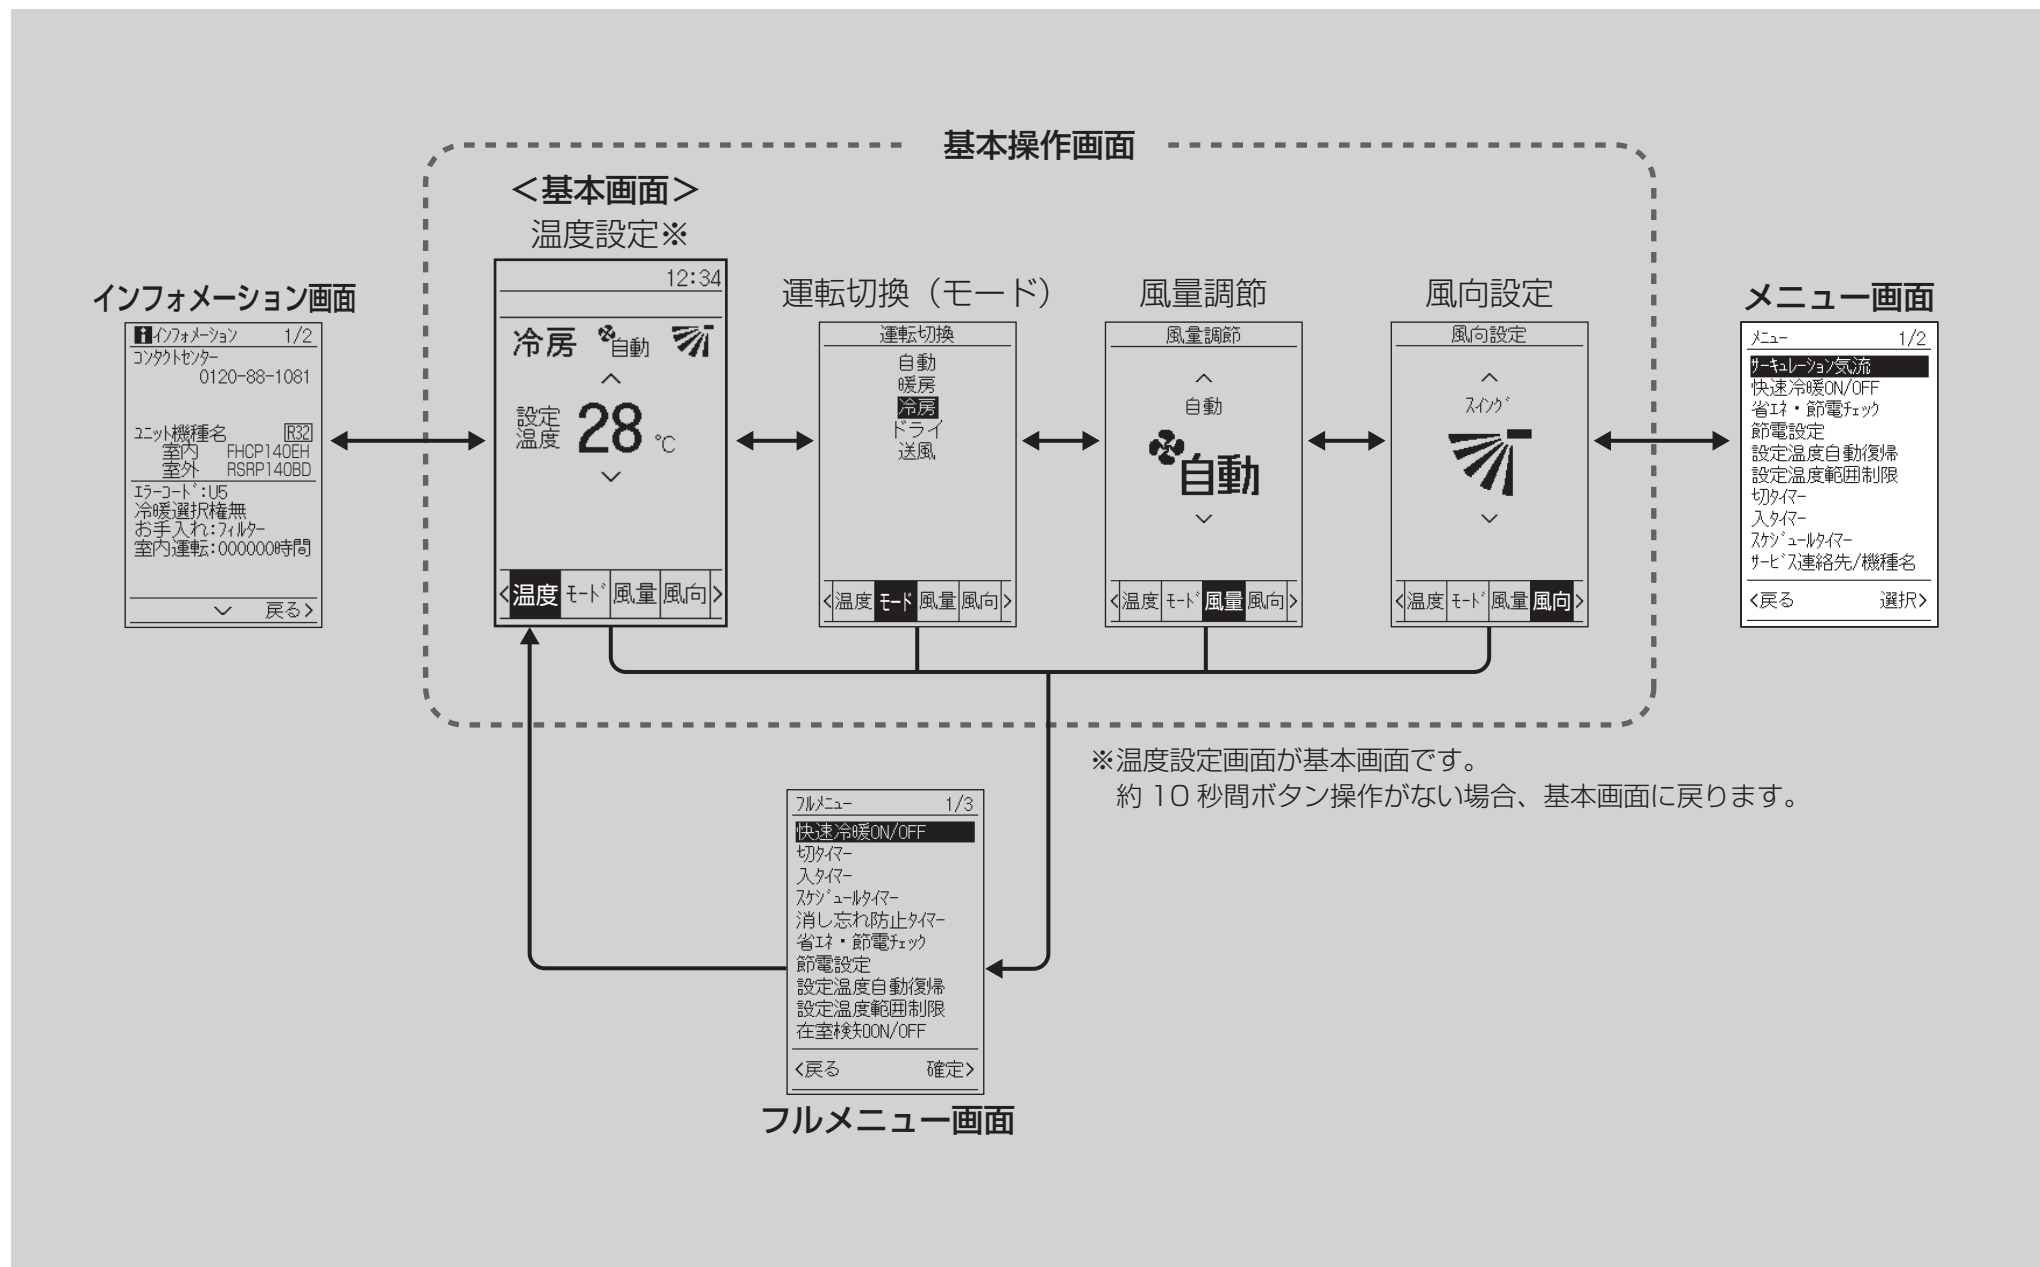 基本操作画面
＜基本画面＞
温度設定※
12:34
冷房 自動
設定
温度
28 ℃
<温度 ﾓｰﾄﾞ 風量 風向>
インフォメーション画面
ｲﾝﾌｫﾒｰｼｮﾝ 1/2
ｺﾝﾀｸﾄｾﾝﾀｰ
0120-88-1081
ﾕﾆｯﾄ機種名 R32
室内 FHCP140EH
室外 RSRP140BD
ｴﾗｰｺｰﾄﾞ:U5
冷暖選択権無
お手入れ:ﾌｨﾙﾀｰ
室内運転:000000時間
戻る>
運転切換（モード）
運転切換
自動
暖房
冷房
ドライ
送風
<温度 ﾓｰﾄﾞ 風量 風向>
風量調節
風量調節
自動
自動
<温度 ﾓｰﾄﾞ 風量 風向>
風向設定
風向設定
ｽｲﾝｸﾞ
<温度 ﾓｰﾄﾞ 風量 風向>
メニュー画面
ﾒﾆｭｰ 1/2
ｻｰｷｭﾚｰｼｮﾝ気流
快速冷暖ON/OFF
省ｴﾈ・節電ﾁｪｯｸ
節電設定
設定温度自動復帰
設定温度範囲制限
切ﾀｲﾏｰ
入ﾀｲﾏｰ
ｽｹｼﾞｭｰﾙﾀｲﾏｰ
ｻｰﾋﾞｽ連絡先/機種名
<戻る 選択>
※温度設定画面が基本画面です。
約 10 秒間ボタン操作がない場合、基本画面に戻ります。
ﾌﾙﾒﾆｭｰ 1/3
快速冷暖ON/OFF
切ﾀｲﾏｰ
入ﾀｲﾏｰ
ｽｹｼﾞｭｰﾙﾀｲﾏｰ
消し忘れ防止ﾀｲﾏｰ
省ｴﾈ・節電ﾁｪｯｸ
節電設定
設定温度自動復帰
設定温度範囲制限
在室検知ON/OFF
<戻る 確定>
フルメニュー画面